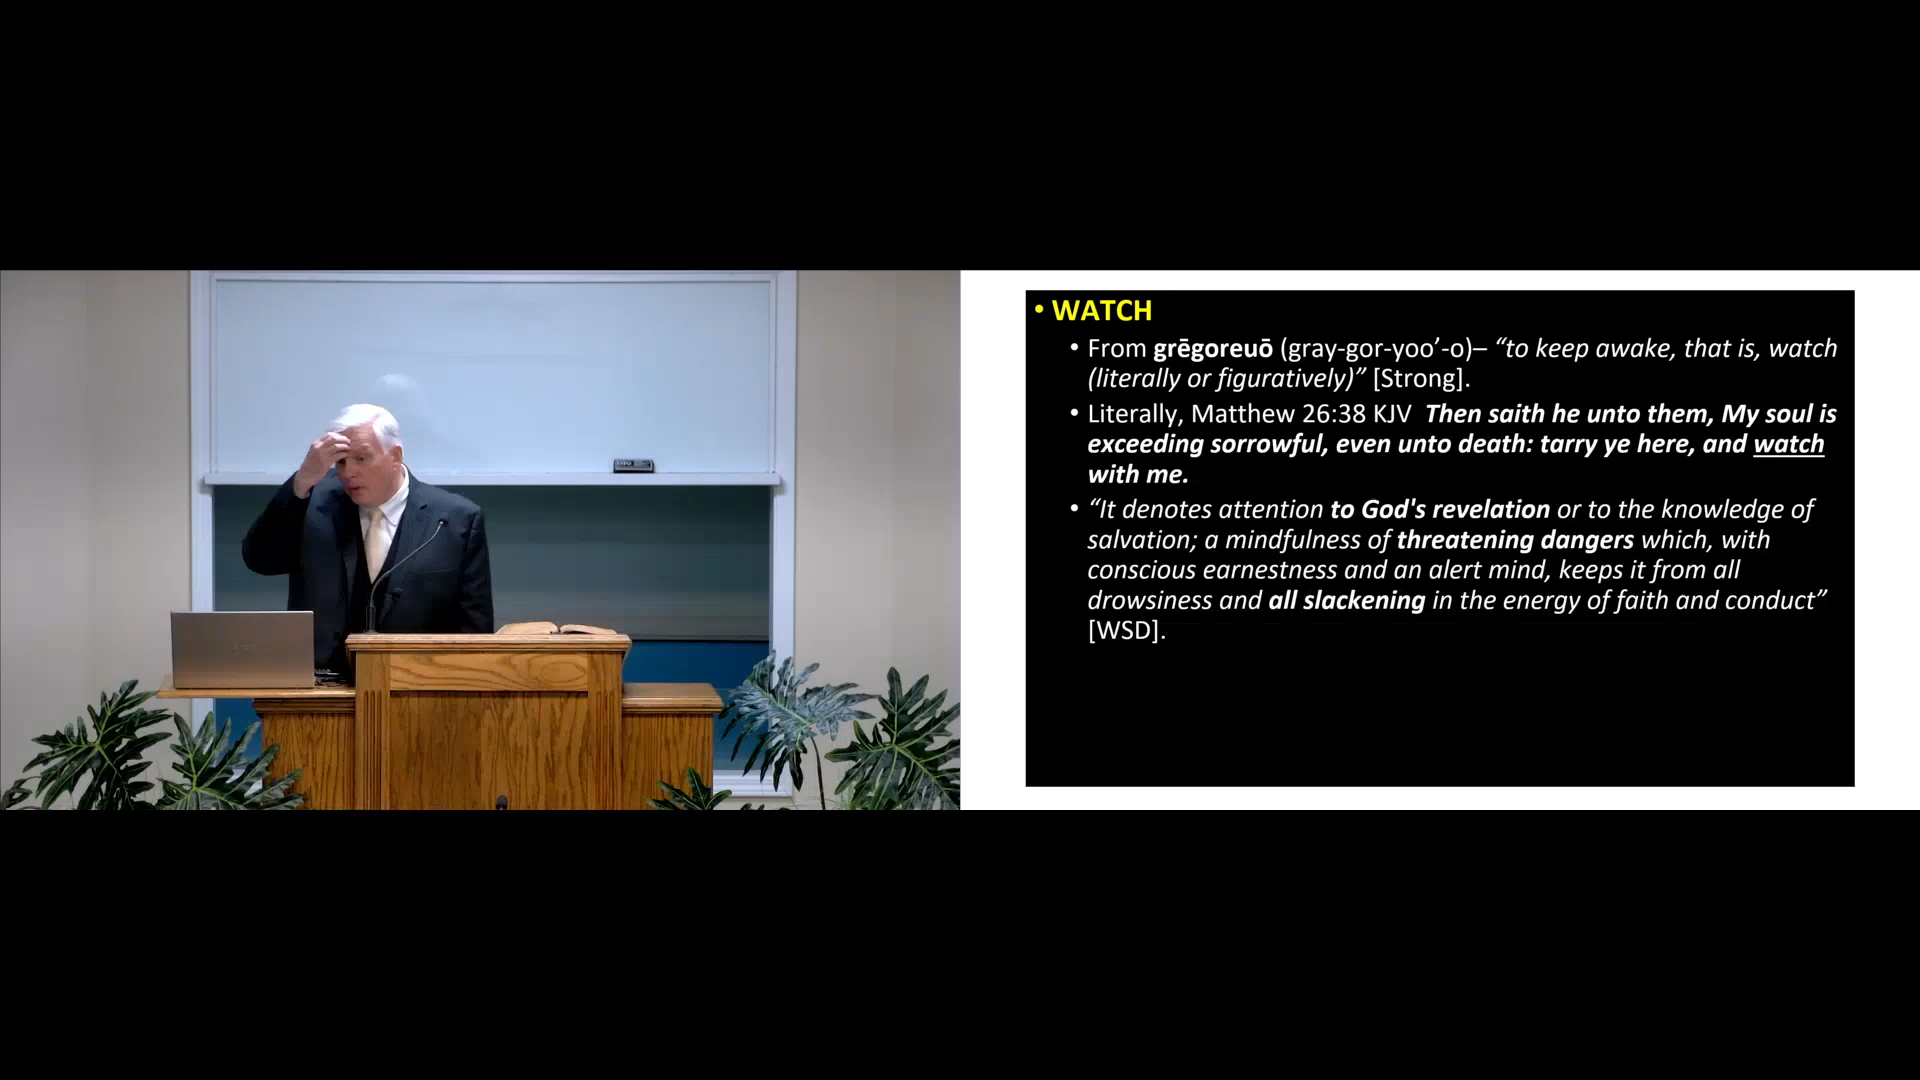 • WATCH
• From grēgoreuō (gray-gor-yoo’-o)– “to keep awake, that is, watch
(literally or figuratively)” [Strong].
• Literally, Matthew 26:38 KJV Then saith he unto them, My soul is
exceeding sorrowful, even unto death: tarry ye here, and watch
with me.
• “It denotes attention to God's revelation or to the knowledge of
salvation; a mindfulness of threatening dangers which, with
conscious earnestness and an alert mind, keeps it from all
drowsiness and all slackening in the energy of faith and conduct”
[WSD].